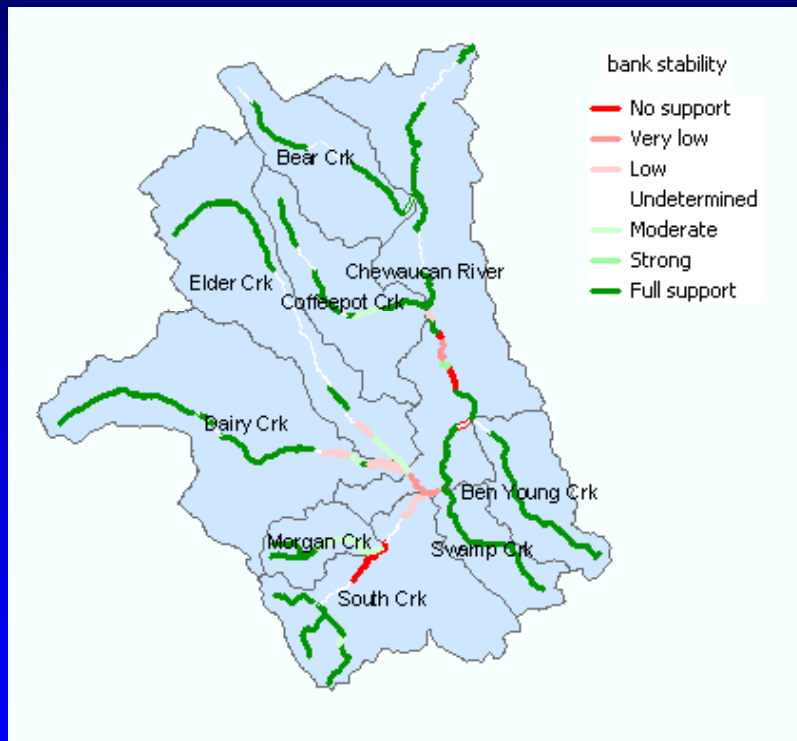 bank stability
No support
Very low
Low
Undetermined
Moderate
Strong
Full support
Bear Crk
Chewaucan River
Elder Crk
Coffeepot Crk
Dairy Crk
Ben Young Crk
Morgan Crk
Swamp Crk
South Crk